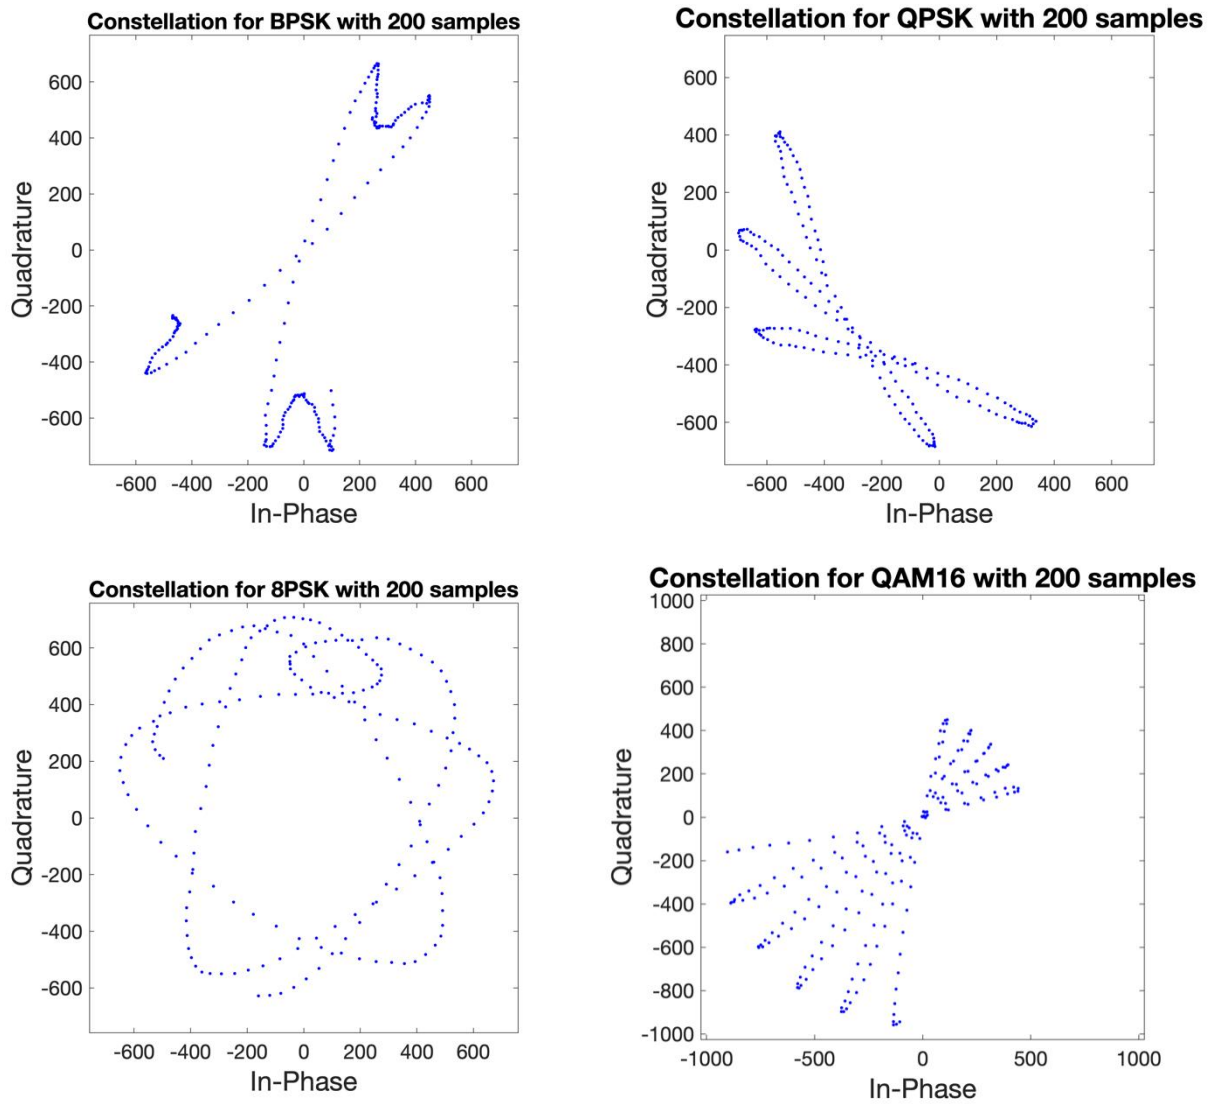 Constellation for BPSK with 200 samples
600
400
200
0
-200
-400
-600
Quadrature
-600 -400 -200 0 200 400 600
In-Phase
Constellation for QPSK with 200 samples
600
400
200
0
-200
-400
-600
Quadrature
-600 -400 -200 0 200 400 600
In-Phase
Constellation for 8PSK with 200 samples
600
400
200
0
-200
-400
-600
Quadrature
-600 -400 -200 0 200 400 600
In-Phase
Constellation for QAM16 with 200 samples
1000
800
600
400
200
0
-200
-400
-600
-800
-1000
Quadrature
-1000 -500 0 500 1000
In-Phase